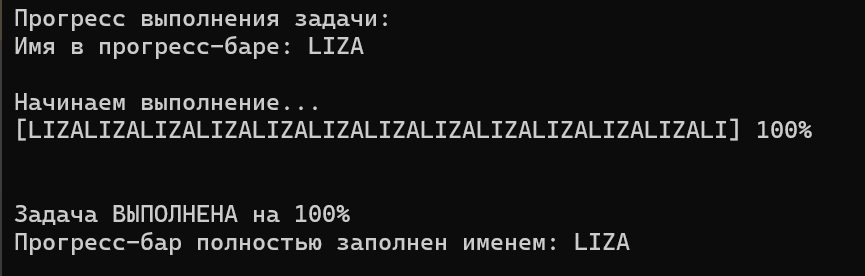 Прогресс выполнения задачи:
Имя в прогресс-баре: LIZA
Начинаем выполнение...
[LIZALIZALIZALIZALIZALIZALIZALIZALIZALIZALIZALIZALI] 100%
Задача ВЫПОЛНЕНА на 100%
Прогресс-бар полностью заполнен именем: LIZA